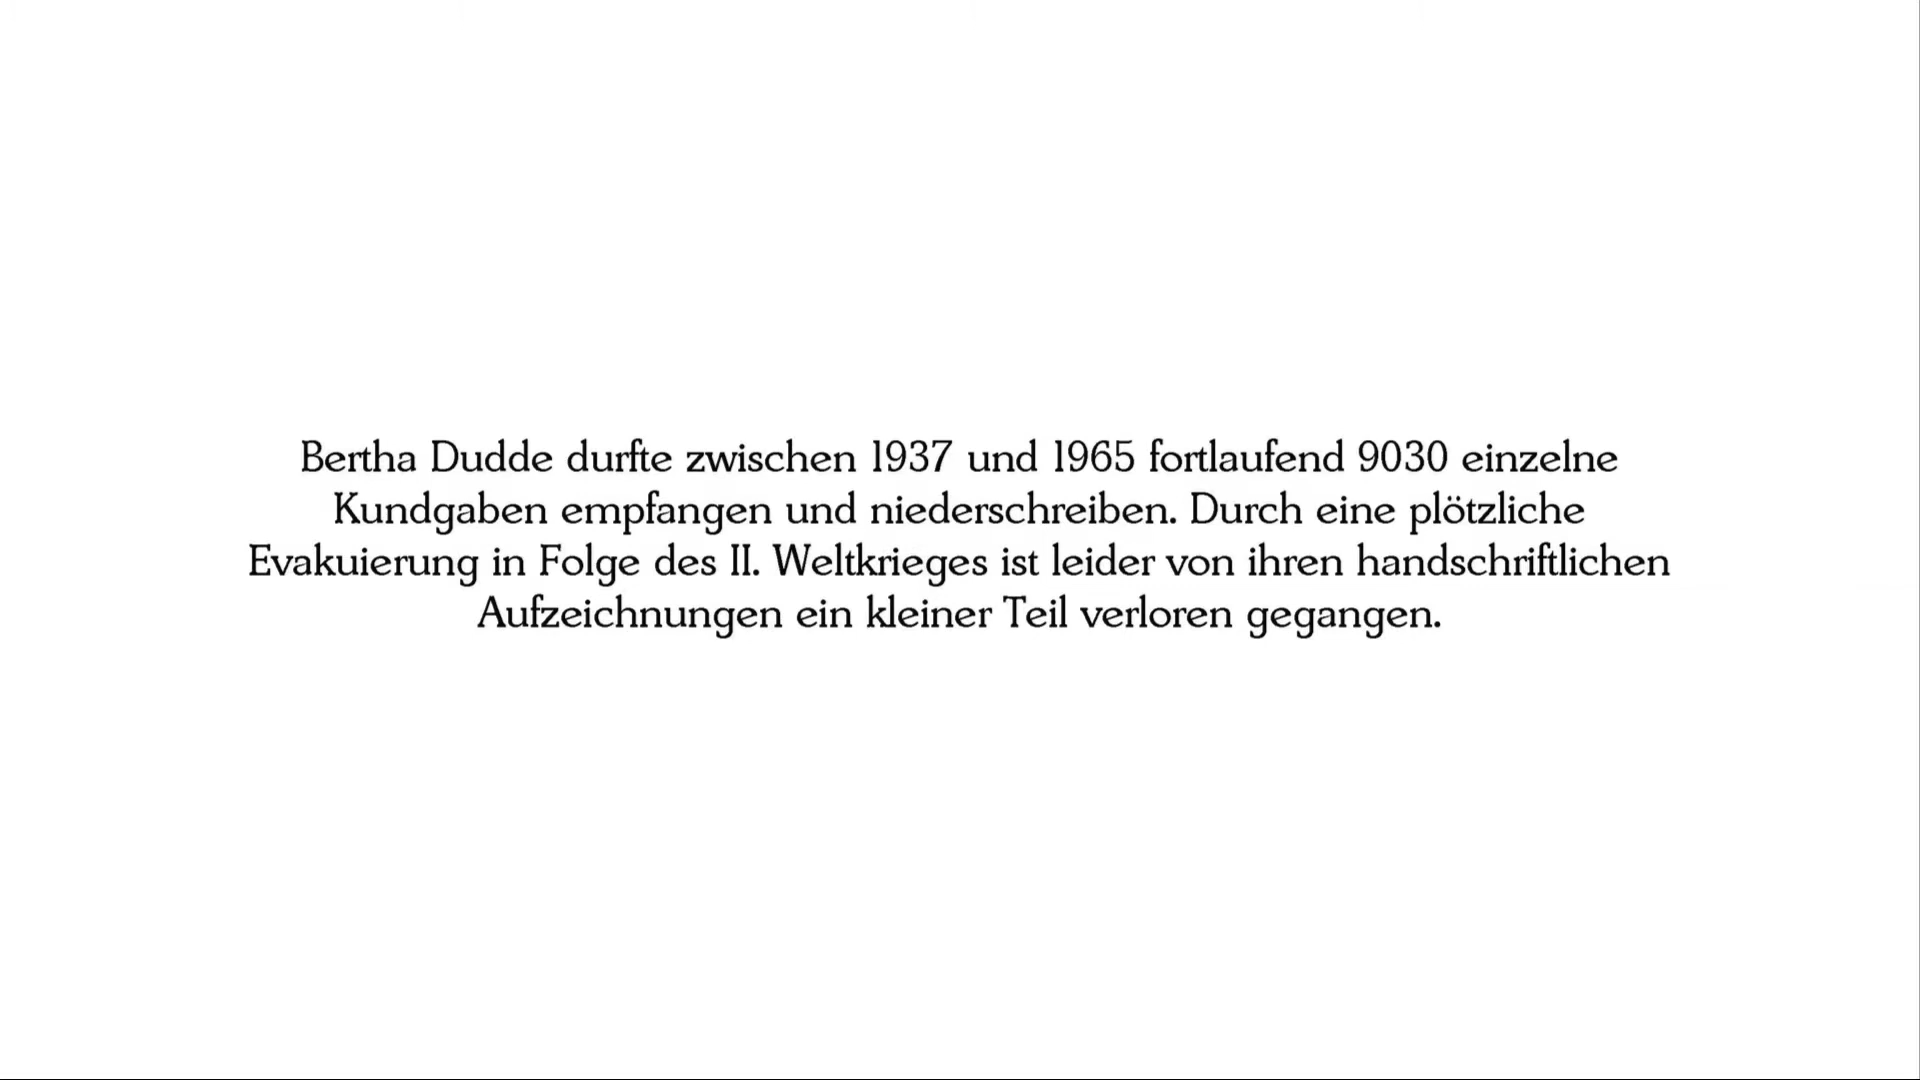 Bertha Dudde durfte zwischen 1937 und 1965 fortlaufend 9030 einzelne
Kundgaben empfangen und niederschreiben. Durch eine plötzliche
Evakuierung in Folge des II. Weltkrieges ist leider von ihren handschriftlichen
Aufzeichnungen ein kleiner Teil verloren gegangen.